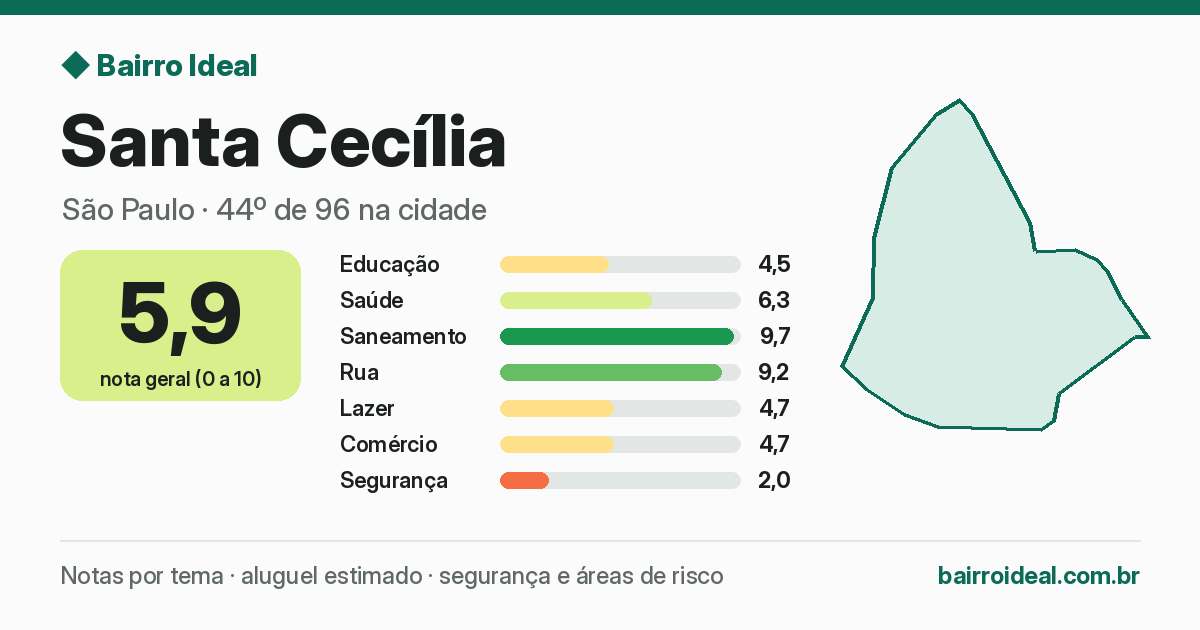 Bairro Ideal
Santa Cecília
São Paulo · 44º de 96 na cidade
5,9
nota geral (0 a 10)
Educação 4,5
Saúde 6,3
Saneamento 9,7
Rua 9,2
Lazer 4,7
Comércio 4,7
Segurança 2,0
Notas por tema · aluguel estimado · segurança e áreas de risco
bairroideal.com.br